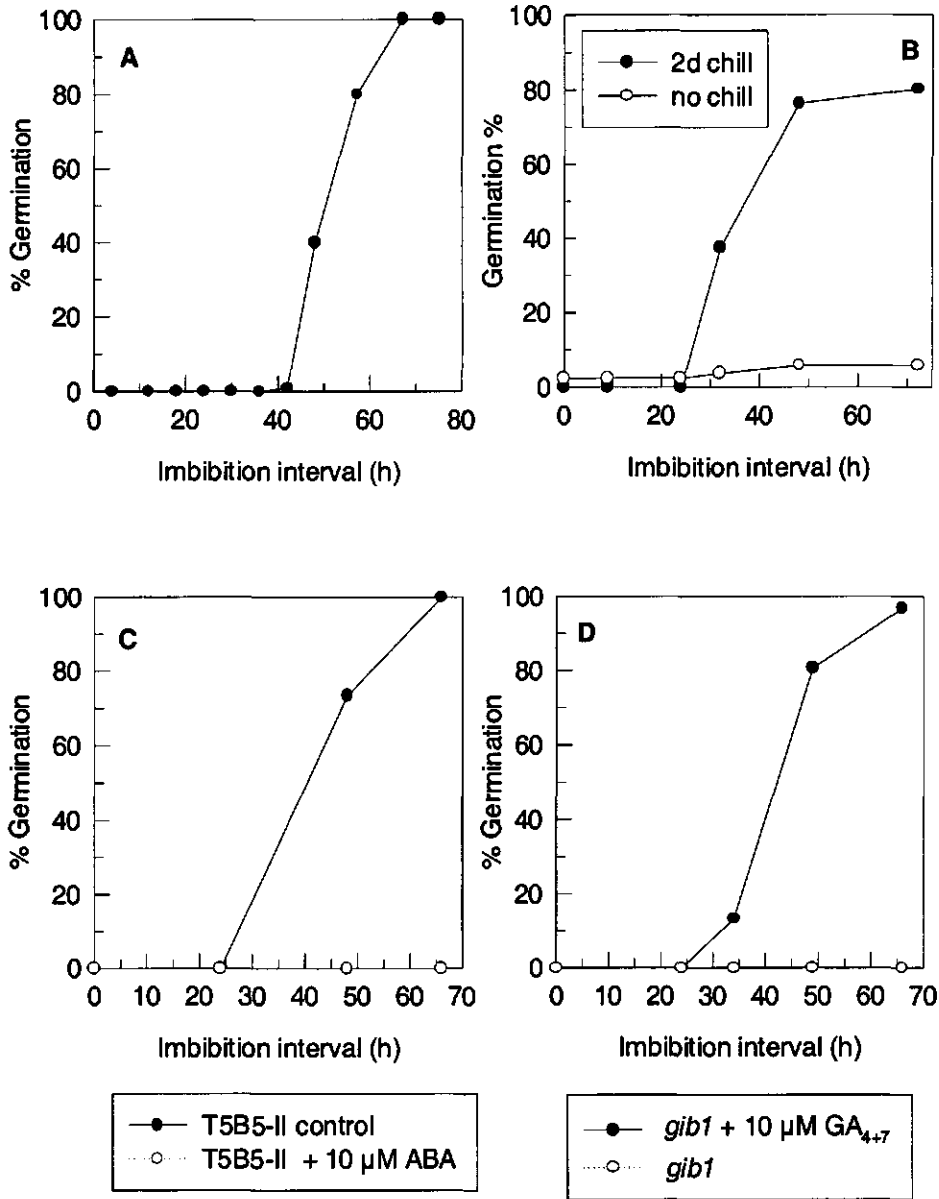 100
80
60
40
20
0
% Germination
A
0 20 40 60 80
Imbibition interval (h)
100
80
60
40
20
0
Germination %
B
2d chill
no chill
0 20 40 60
Imbibition interval (h)
100
80
60
40
20
0
% Germination
C
0 10 20 30 40 50 60 70
Imbibition interval (h)
100
80
60
40
20
0
% Germination
D
0 10 20 30 40 50 60 70
Imbibition interval (h)
T5B5-II control
T5B5-II + 10 µM ABA
gib1 + 10 µM GA4+7
gib1